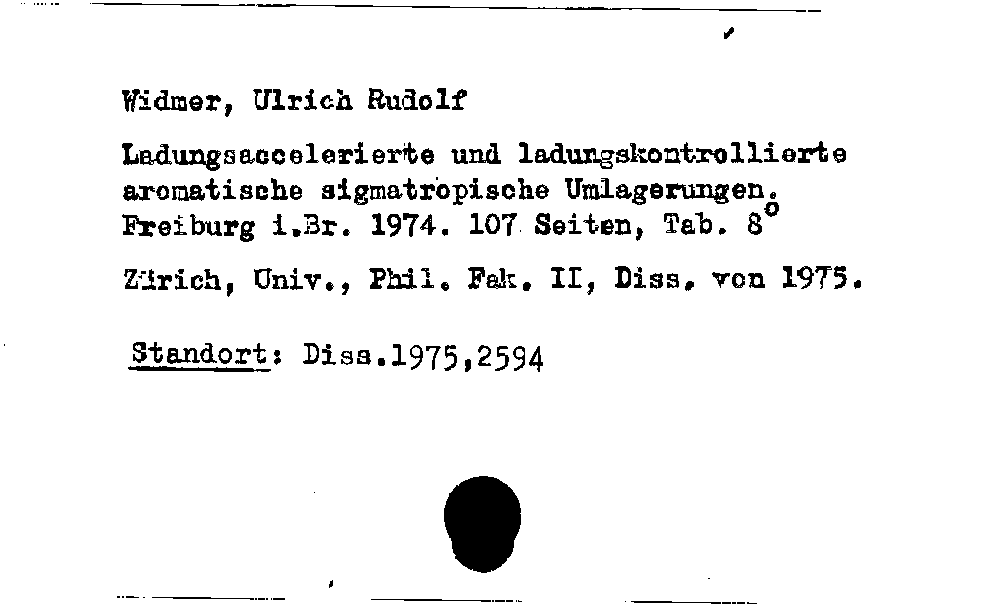 Widmer, Ulrich Rudolf
Ladungsaccelerierte und ladungskontrollierte
aromatische sigmatropische Umlagerungen.
Freiburg i.Br. 1974. 107 Seiten, Tab. 8°
Zürich, Univ., Phil. Fak. II, Diss. von 1975.
Standort: Diss.1975,2594